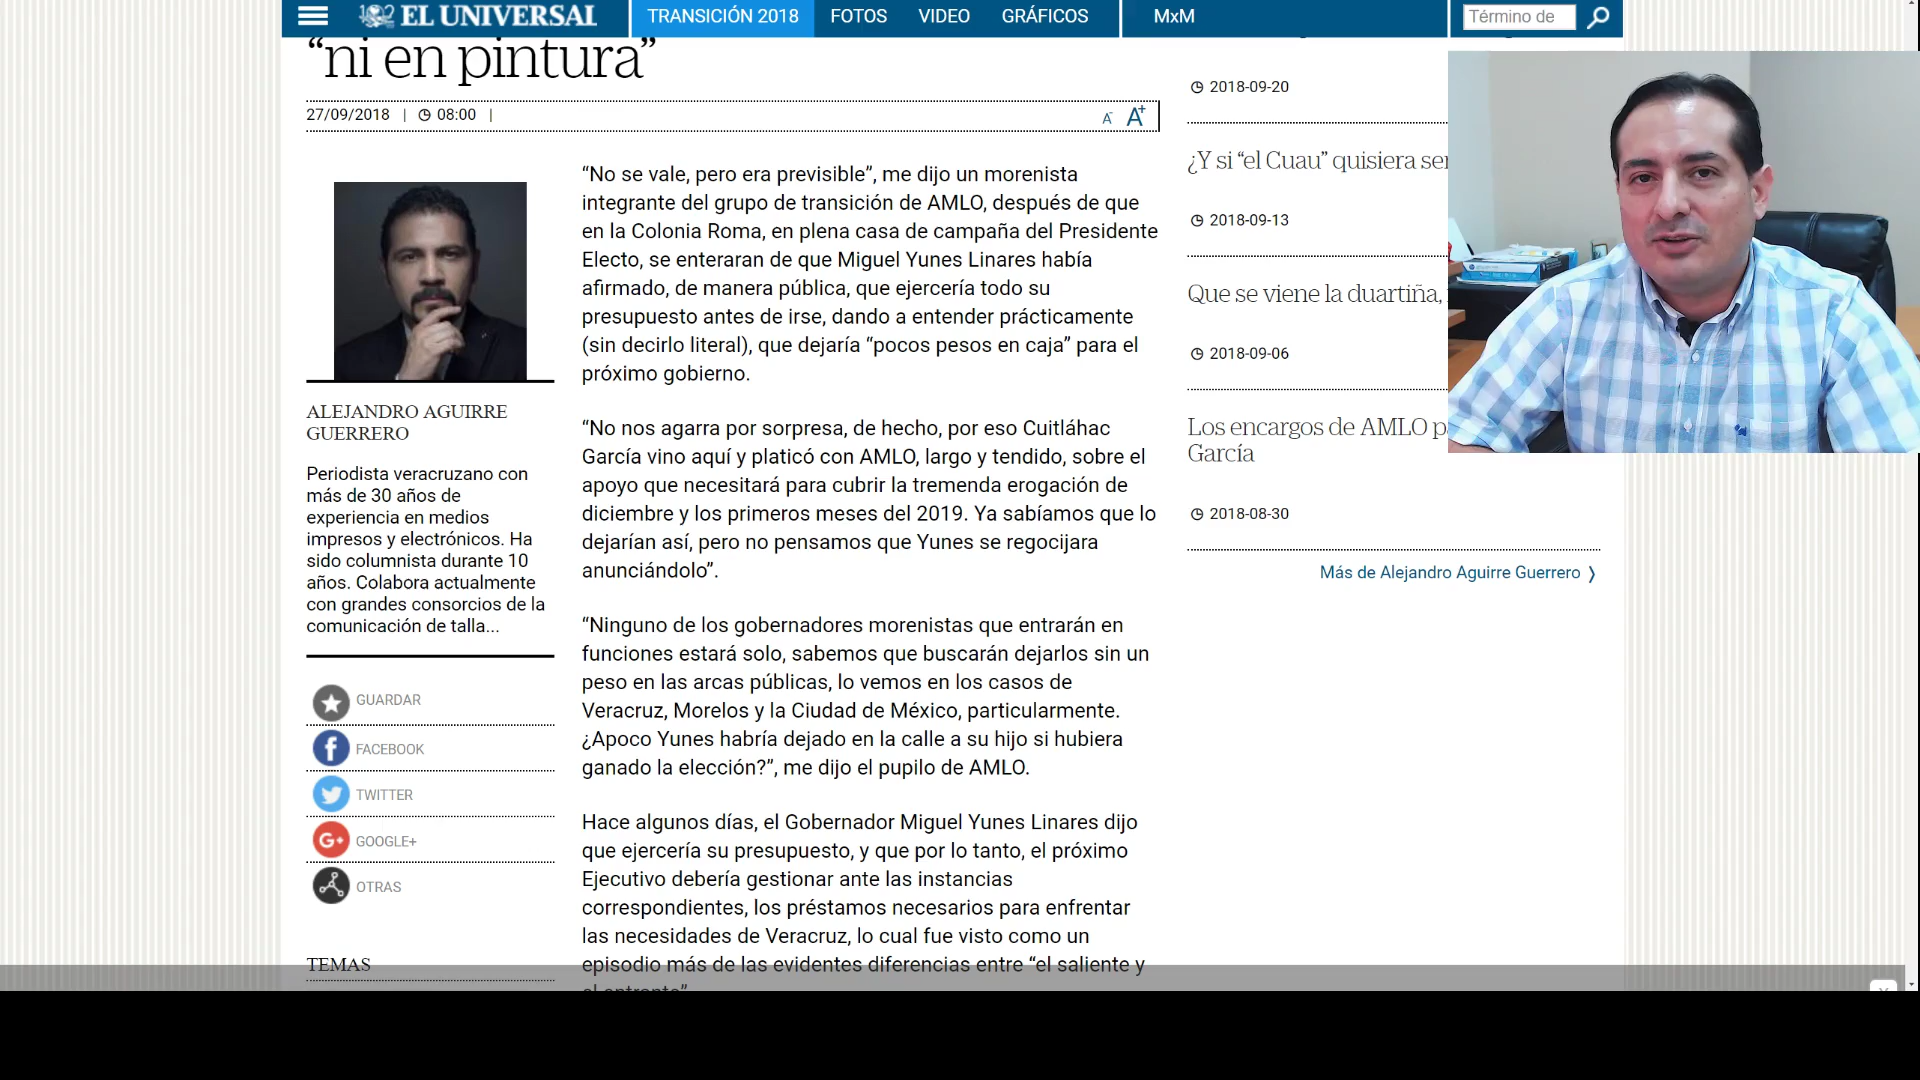 EL UNIVERSAL
TRANSICIÓN 2018
FOTOS
VIDEO
GRÁFICOS
MxM
Término de
“ni en pintura”
27/09/2018 | 08:00 |
A- A+
ALEJANDRO AGUIRRE
GUERRERO
Periodista veracruzano con
más de 30 años de
experiencia en medios
impresos y electrónicos. Ha
sido columnista durante 10
años. Colabora actualmente
con grandes consorcios de la
comunicación de talla...
GUARDAR
FACEBOOK
TWITTER
GOOGLE+
OTRAS
TEMAS
“No se vale, pero era previsible”, me dijo un morenista
integrante del grupo de transición de AMLO, después de que
en la Colonia Roma, en plena casa de campaña del Presidente
Electo, se enteraran de que Miguel Yunes Linares había
afirmado, de manera pública, que ejercería todo su
presupuesto antes de irse, dando a entender prácticamente
(sin decirlo literal), que dejaría “pocos pesos en caja” para el
próximo gobierno.
“No nos agarra por sorpresa, de hecho, por eso Cuitláhac
García vino aquí y platicó con AMLO, largo y tendido, sobre el
apoyo que necesitará para cubrir la tremenda erogación de
diciembre y los primeros meses del 2019. Ya sabíamos que lo
dejarían así, pero no pensamos que Yunes se regocijara
anunciándolo”.
“Ninguno de los gobernadores morenistas que entrarán en
funciones estará solo, sabemos que buscarán dejarlos sin un
peso en las arcas públicas, lo vemos en los casos de
Veracruz, Morelos y la Ciudad de México, particularmente.
¿Apoco Yunes habría dejado en la calle a su hijo si hubiera
ganado la elección?”, me dijo el pupilo de AMLO.
Hace algunos días, el Gobernador Miguel Yunes Linares dijo
que ejercería su presupuesto, y que por lo tanto, el próximo
Ejecutivo debería gestionar ante las instancias
correspondientes, los préstamos necesarios para enfrentar
las necesidades de Veracruz, lo cual fue visto como un
episodio más de las evidentes diferencias entre “el saliente y
el entrante”
2018-09-20
¿Y si “el Cuau” quisiera ser
2018-09-13
Que se viene la duartiña,
2018-09-06
Los encargos de AMLO p
García
2018-08-30
Más de Alejandro Aguirre Guerrero